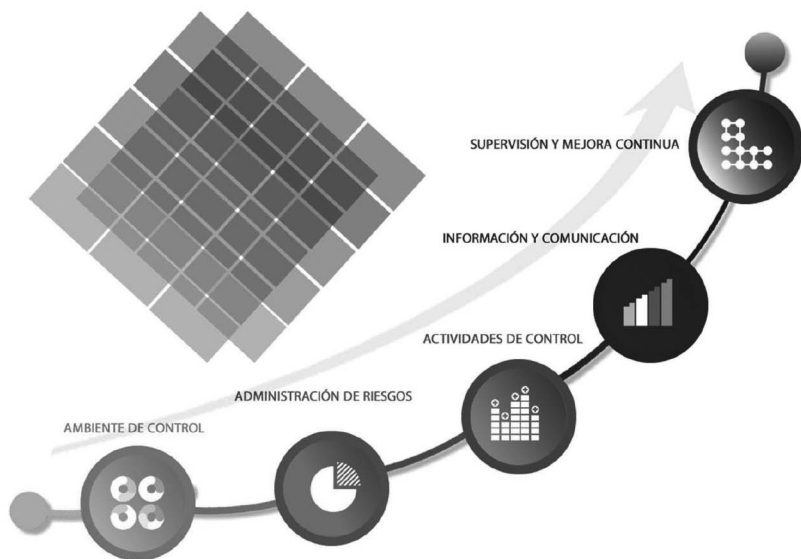 SUPERVISIÓN Y MEJORA CONTINUA
INFORMACIÓN Y COMUNICACIÓN
ACTIVIDADES DE CONTROL
ADMINISTRACIÓN DE RIESGOS
AMBIENTE DE CONTROL